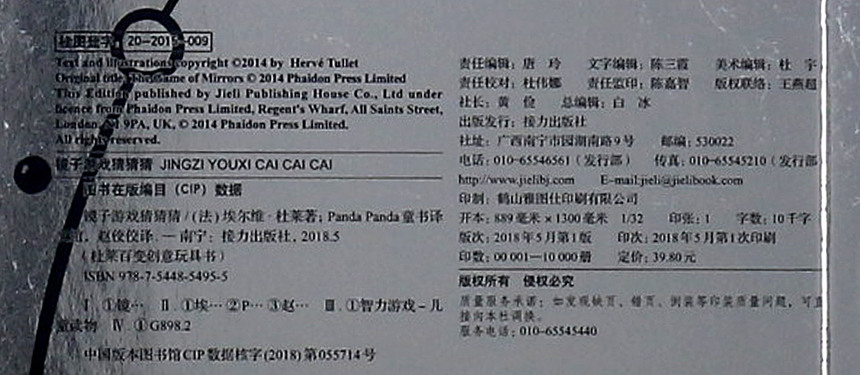 桂图登字 20-2015-009
Text and illustrations copyright ©2014 by Hervé Tullet
Original title: The Game of Mirrors © 2014 Phaidon Press Limited
This Edition published by Jieli Publishing House Co., Ltd under
licence from Phaidon Press Limited, Regent's Wharf, All Saints Street,
London, N1 9PA, UK, © 2014 Phaidon Press Limited.
All rights reserved.
镜子游戏猜猜猜 JINGZI YOUXI CAI CAI CAI
图书在版编目（CIP）数据
镜子游戏猜猜猜 / (法) 埃尔维·杜莱著; Panda Panda童书译
赵佼佼译. — 南宁: 接力出版社, 2018.5
（杜莱百变创意玩具书）
ISBN 978-7-5448-5495-5
Ⅰ. ①镜… Ⅱ. ①埃… ②P… ③赵… Ⅲ. ①智力游戏-儿
童读物 Ⅳ. ①G898.2
中国版本图书馆CIP数据核字(2018)第055714号
责任编辑: 唐 玲 文字编辑: 陈三霞 美术编辑: 杜 宇
责任校对: 杜伟娜 责任监印: 陈嘉智 版权联络: 王燕超
社长: 黄 俭 总编辑: 白 冰
出版发行: 接力出版社
社址: 广西南宁市园湖南路9号 邮编: 530022
电话: 010-65546561（发行部） 传真: 010-65545210（发行部
http://www.jielibj.com E-mail:jieli@jielibook.com
印制: 鹤山雅图仕印刷有限公司
开本: 889毫米×1300毫米 1/32 印张: 1 字数: 10千字
版次: 2018年5月第1版 印次: 2018年5月第1次印刷
印数: 00 001—10 000册 定价: 39.80元
版权所有 侵权必究
质量服务承诺: 如发现缺页、错页、倒装等印装质量问题, 可直
接向本社调换。
服务电话: 010-65545440